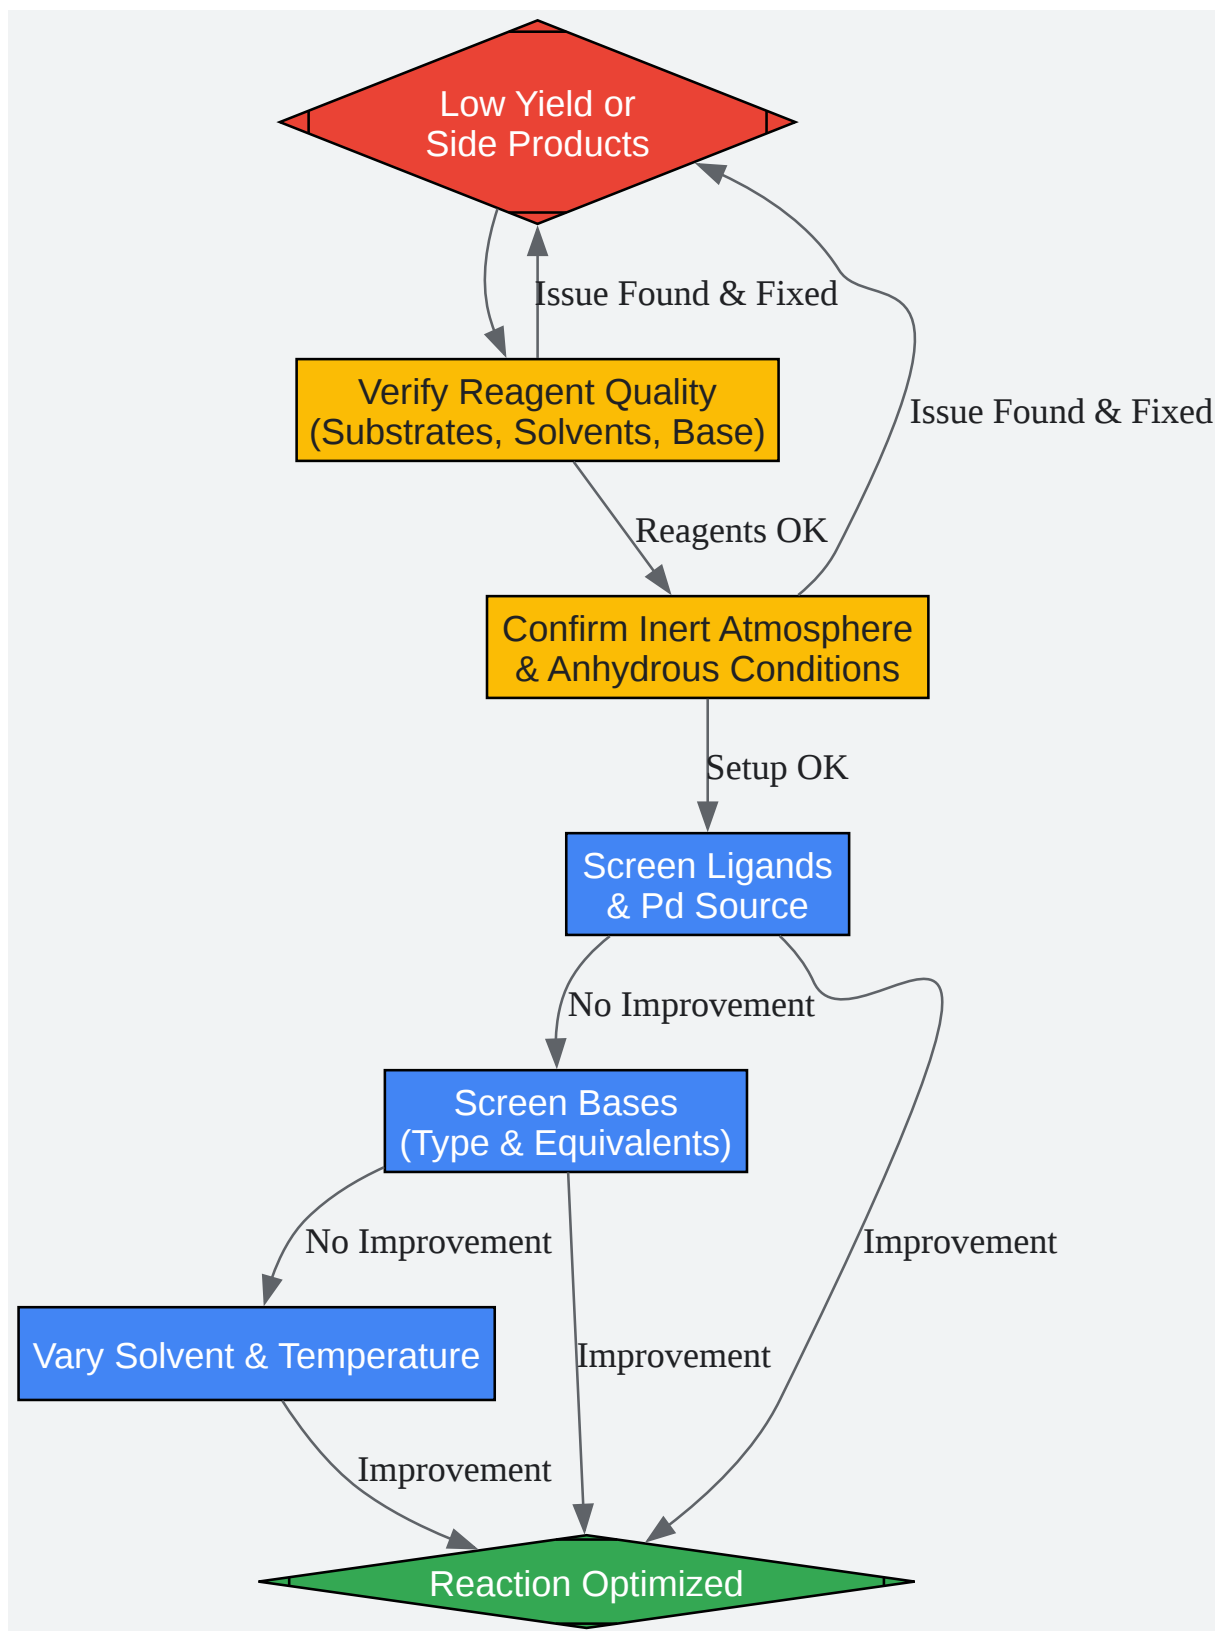 Low Yield or
Side Products
Issue Found & Fixed
Verify Reagent Quality
(Substrates, Solvents, Base)
Issue Found & Fixed
Reagents OK
Confirm Inert Atmosphere
& Anhydrous Conditions
Setup OK
Screen Ligands
& Pd Source
No Improvement
Screen Bases
(Type & Equivalents)
No Improvement
Improvement
Vary Solvent & Temperature
Improvement
Improvement
Reaction Optimized